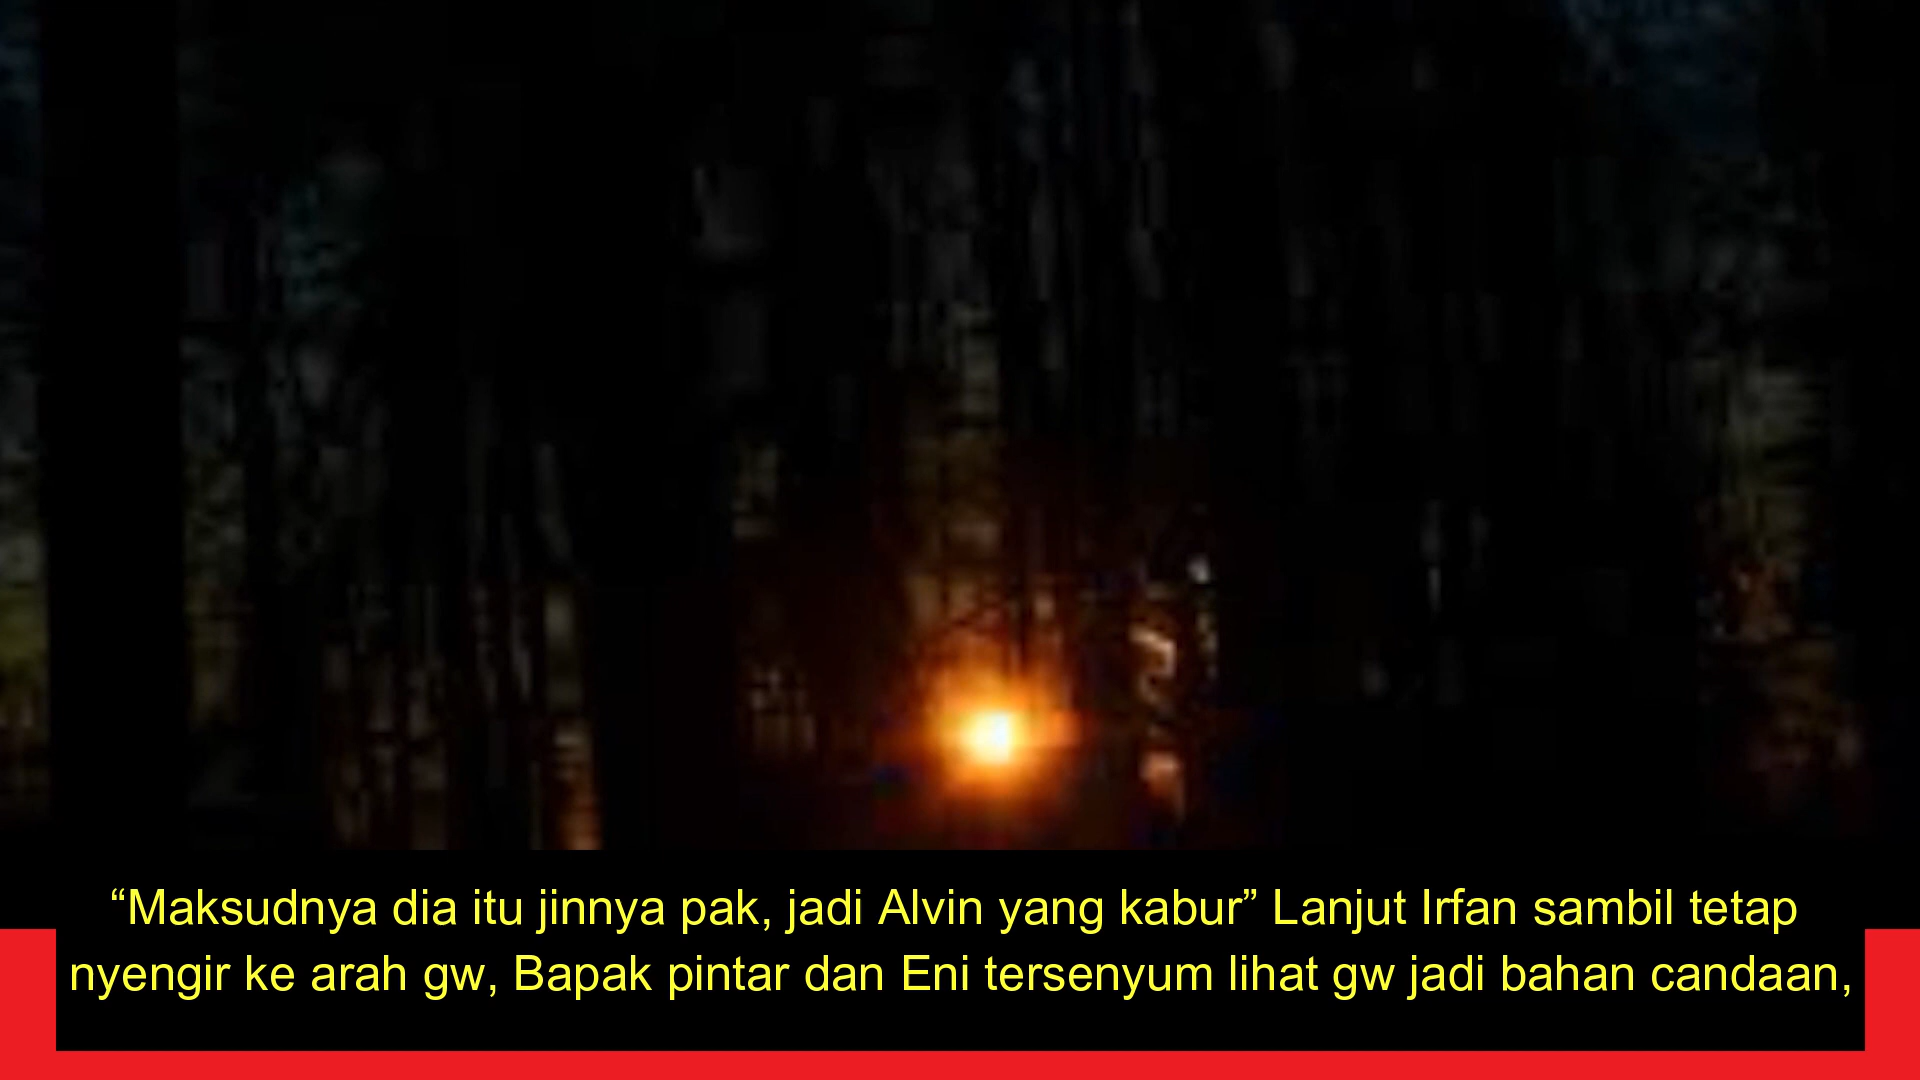 “Maksudnya dia itu jinnya pak, jadi Alvin yang kabur” Lanjut Irfan sambil tetap
nyengir ke arah gw, Bapak pintar dan Eni tersenyum lihat gw jadi bahan candaan,